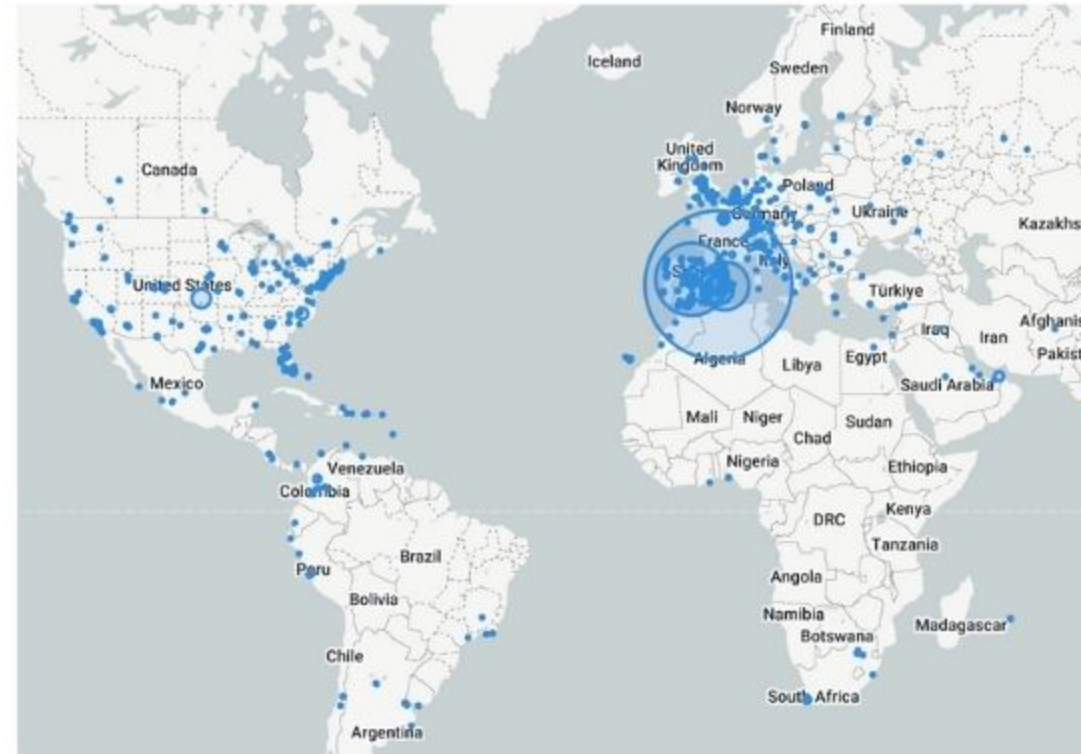 Finland
Iceland
Sweden
Norway
Canada
United
Kingdom
Poland
Germany
Ukraine
Kazakhs
France
Italy
United States
Türkiye
Afghanis
Iraq
Iran
Algeria
Libya
Egypt
Pakist
Mexico
Saudi Arabia
Mali
Niger
Sudan
Chad
Nigeria
Ethiopia
Venezuela
Colombia
Kenya
DRC
Brazil
Tanzania
Peru
Angola
Bolivia
Namibia
Madagascar
Botswana
Chile
South Africa
Argentina